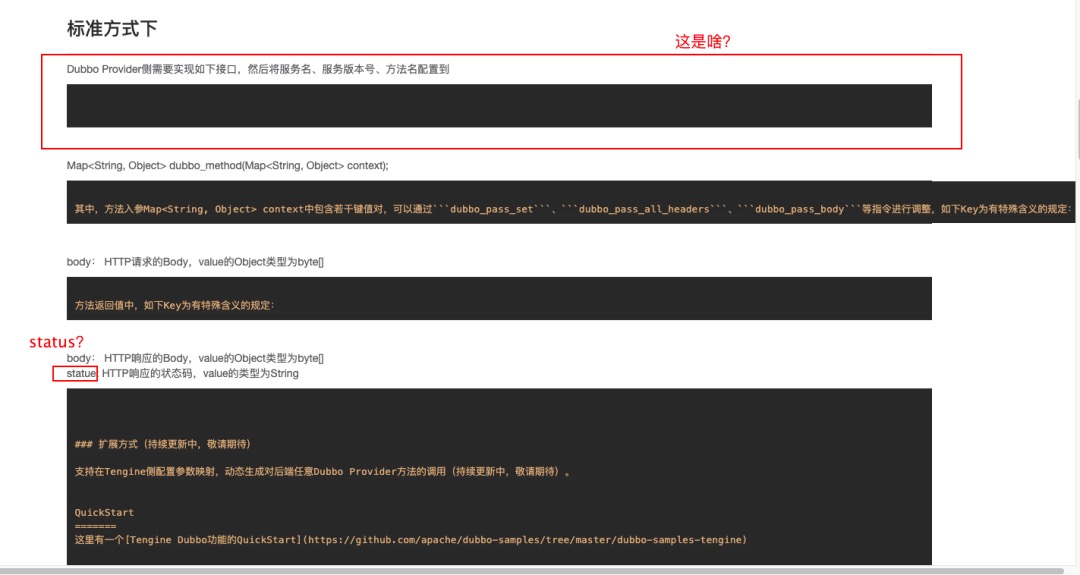 标准方式下
这是啥?
Dubbo Provider侧需要实现如下接口，然后将服务名、服务版本号、方法名配置到
Map<String, Object> dubbo_method(Map<String, Object> context);
其中，方法入参Map<String, Object> context中包含若干键值对，可以通过```dubbo_pass_set```、```dubbo_pass_all_headers```、```dubbo_pass_body```等指令进行调整，如下Key为有特殊含义的规定：
body： HTTP请求的Body，value的Object类型为byte[]
方法返回值中，如下Key为有特殊含义的规定：
status?
body： HTTP响应的Body，value的Object类型为byte[]
statue: HTTP响应的状态码，value的类型为String
### 扩展方式（持续更新中，敬请期待）
支持在Tengine侧配置参数映射，动态生成对后端任意Dubbo Provider方法的调用（持续更新中，敬请期待）。
QuickStart
=======
这里有一个[Tengine Dubbo功能的QuickStart](https://github.com/apache/dubbo-samples/tree/master/dubbo-samples-tengine)